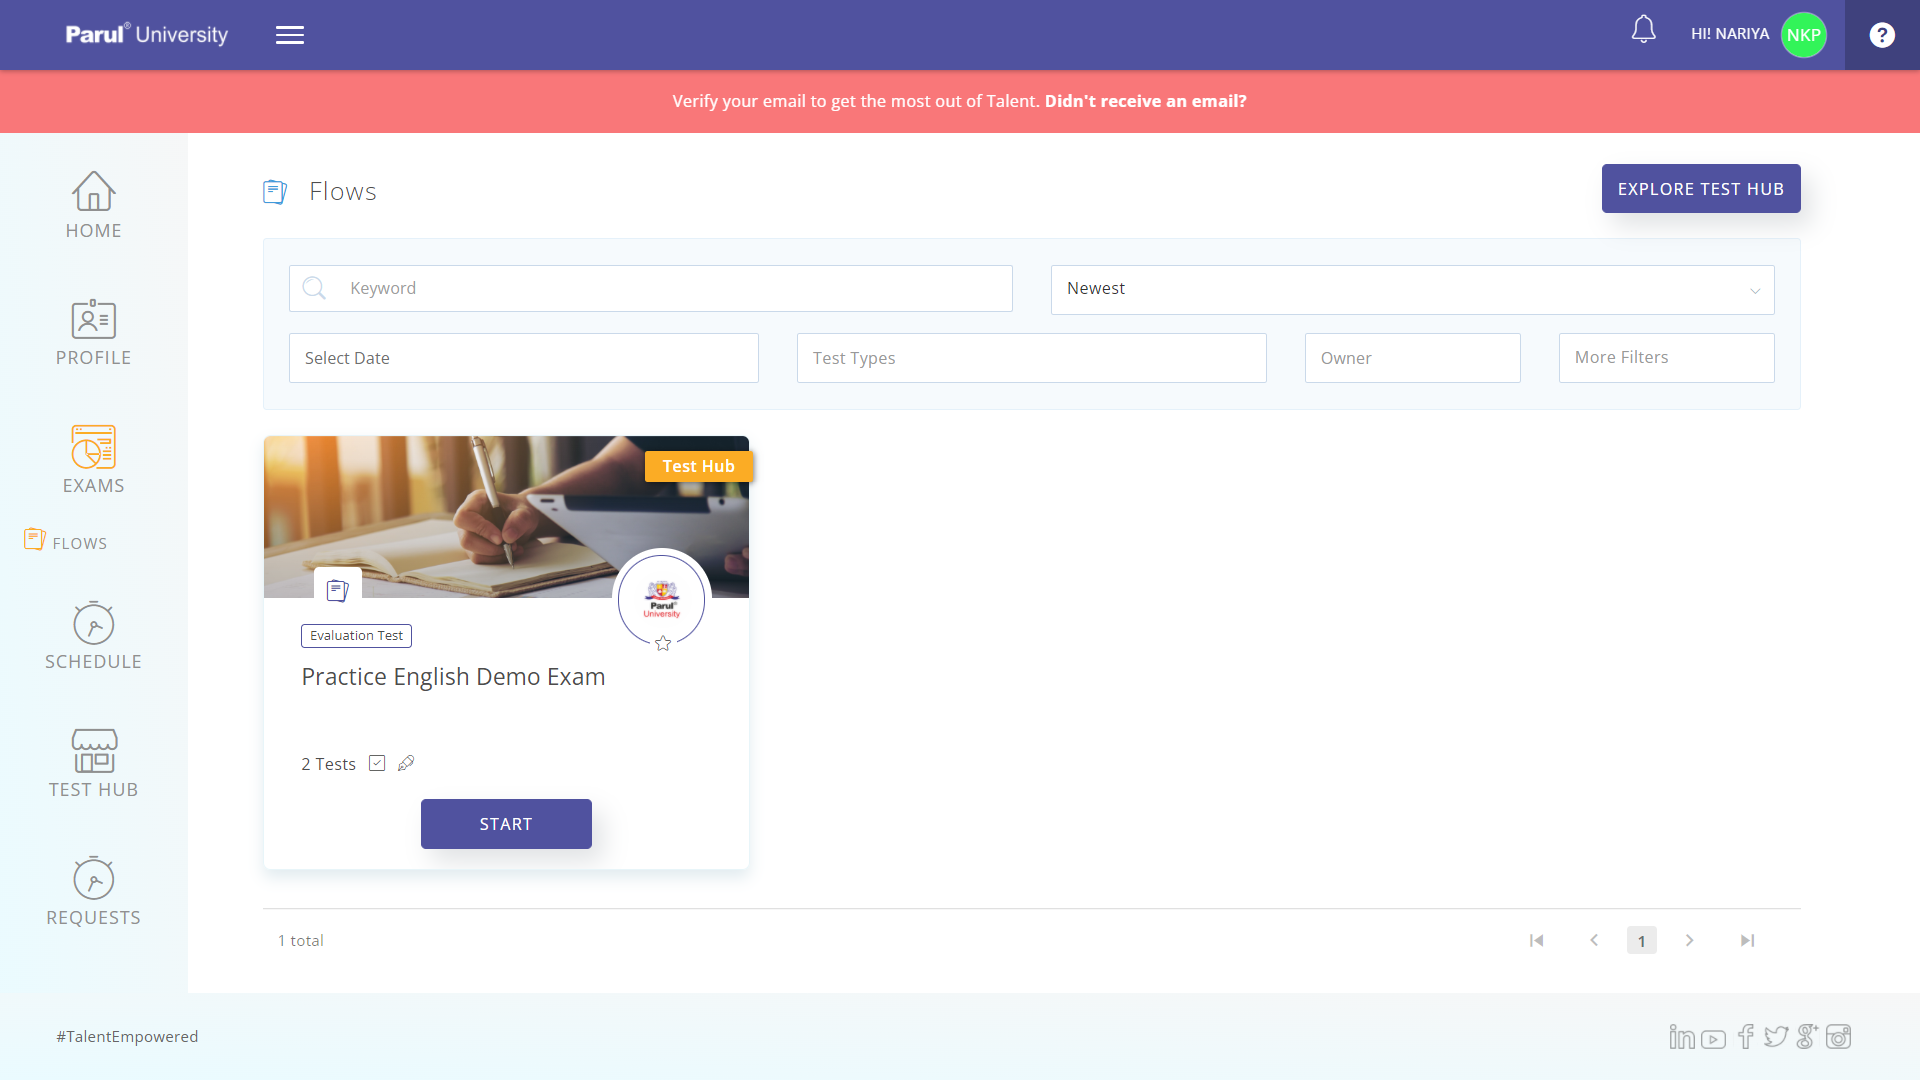 Parul® University
HI! NARIYA
NKP
?
Verify your email to get the most out of Talent. Didn't receive an email?
HOME
PROFILE
EXAMS
FLOWS
SCHEDULE
TEST HUB
REQUESTS
Flows
EXPLORE TEST HUB
Keyword
Newest
Select Date
Test Types
Owner
More Filters
Test Hub
Parul®
University
Evaluation Test
Practice English Demo Exam
2 Tests
START
1 total
1
#TalentEmpowered